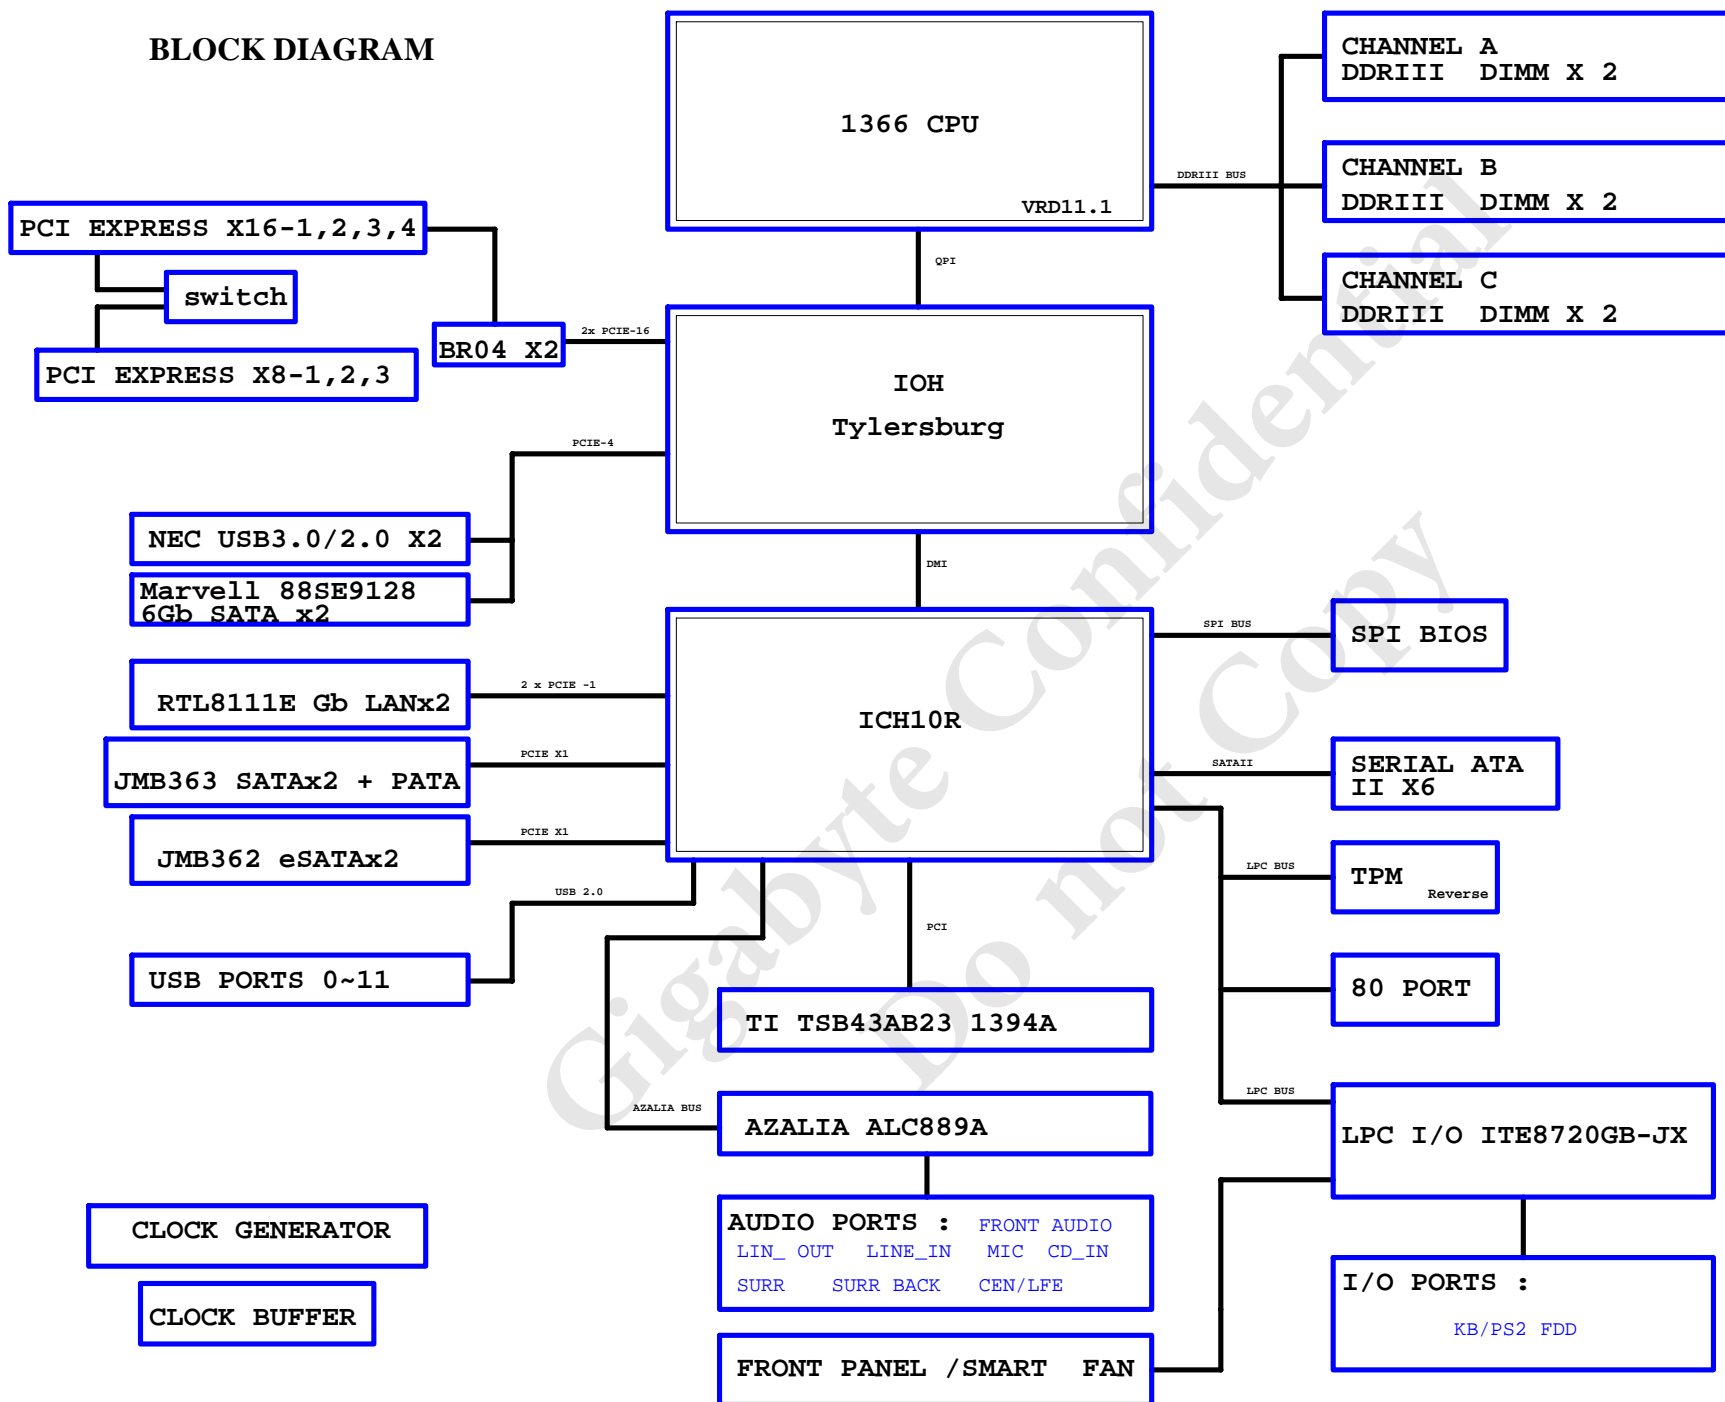 BLOCK DIAGRAM
1366 CPU
VRD11.1
CHANNEL A
DDRIII DIMM X 2
DDRIII BUS
CHANNEL B
DDRIII DIMM X 2
CHANNEL C
DDRIII DIMM X 2
PCI EXPRESS X16-1,2,3,4
switch
PCI EXPRESS X8-1,2,3
BR04 X2
2x PCIE-16
QPI
IOH
Tylersburg
PCIE-4
NEC USB3.0/2.0 X2
Marvell 88SE9128
6Gb SATA x2
DMI
ICH10R
RTL8111E Gb LANx2
2 x PCIE -1
JMB363 SATAx2 + PATA
PCIE X1
JMB362 eSATAx2
PCIE X1
USB 2.0
USB PORTS 0~11
SPI BUS
SPI BIOS
SATAII
SERIAL ATA
II X6
LPC BUS
TPM
Reverse
80 PORT
PCI
TI TSB43AB23 1394A
AZALIA BUS
AZALIA ALC889A
LPC BUS
LPC I/O ITE8720GB-JX
AUDIO PORTS : FRONT AUDIO
LIN_ OUT LINE_IN MIC CD_IN
SURR SURR BACK CEN/LFE
I/O PORTS :
KB/PS2 FDD
FRONT PANEL /SMART FAN
CLOCK GENERATOR
CLOCK BUFFER
Gigabyte Confidential
Do not Copy